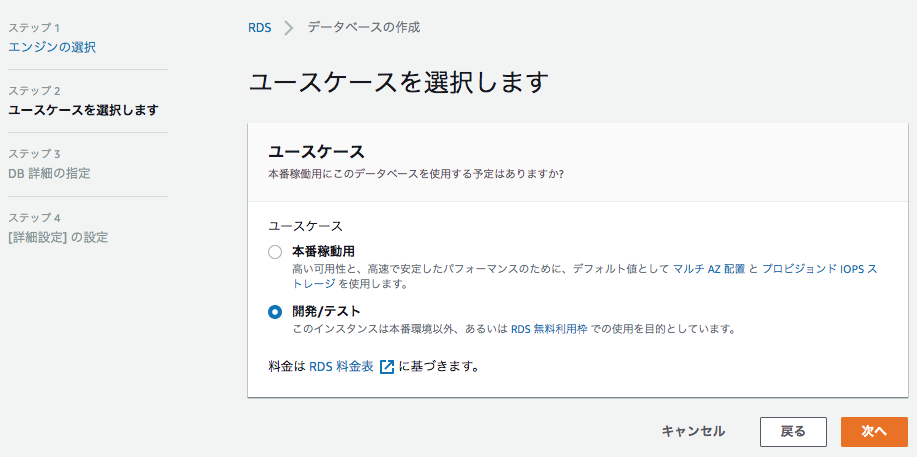 ステップ 1
エンジンの選択
ステップ 2
ユースケースを選択します
ステップ 3
DB 詳細の指定
ステップ 4
[詳細設定] の設定
RDS > データベースの作成
ユースケースを選択します
ユースケース
本番稼働用にこのデータベースを使用する予定はありますか?
ユースケース
本番稼働用
高い可用性と、高速で安定したパフォーマンスのために、デフォルト値として マルチ AZ 配置 と プロビジョンド IOPS ス
トレージ を使用します。
開発/テスト
このインスタンスは本番環境以外、あるいは RDS 無料利用枠 での使用を目的としています。
料金は RDS 料金表 に基づきます。
キャンセル
戻る
次へ